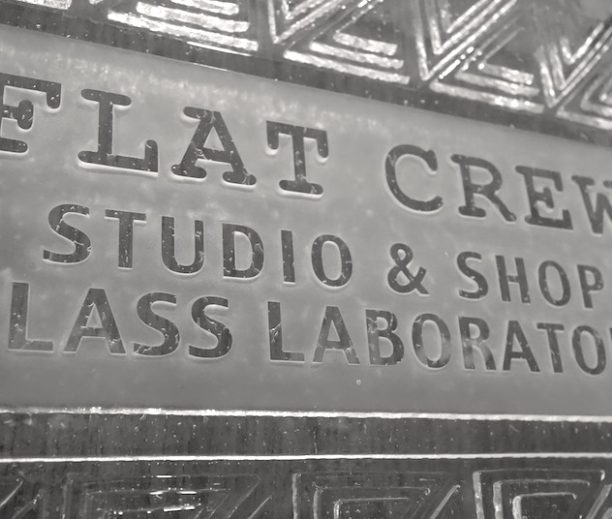 FLAT CREW
STUDIO & SHOP
LASS LABORATO